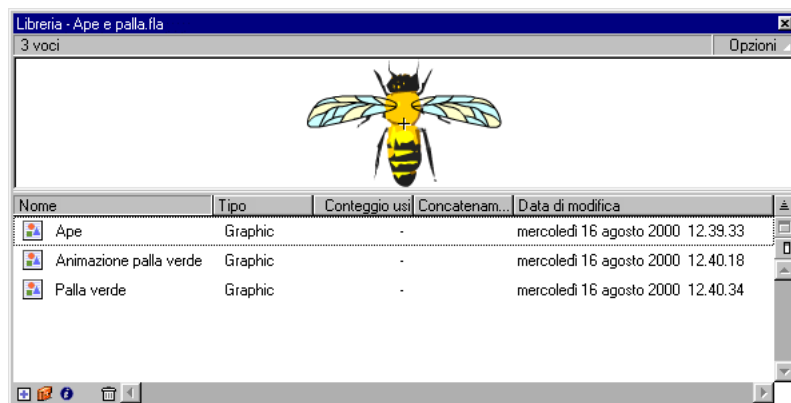 Libreria - Ape e palla.fla
3 voci Opzioni
Nome Tipo Conteggio usi Concatenam... Data di modifica
Ape Graphic - mercoledì 16 agosto 2000 12.39.33
Animazione palla verde Graphic - mercoledì 16 agosto 2000 12.40.18
Palla verde Graphic - mercoledì 16 agosto 2000 12.40.34